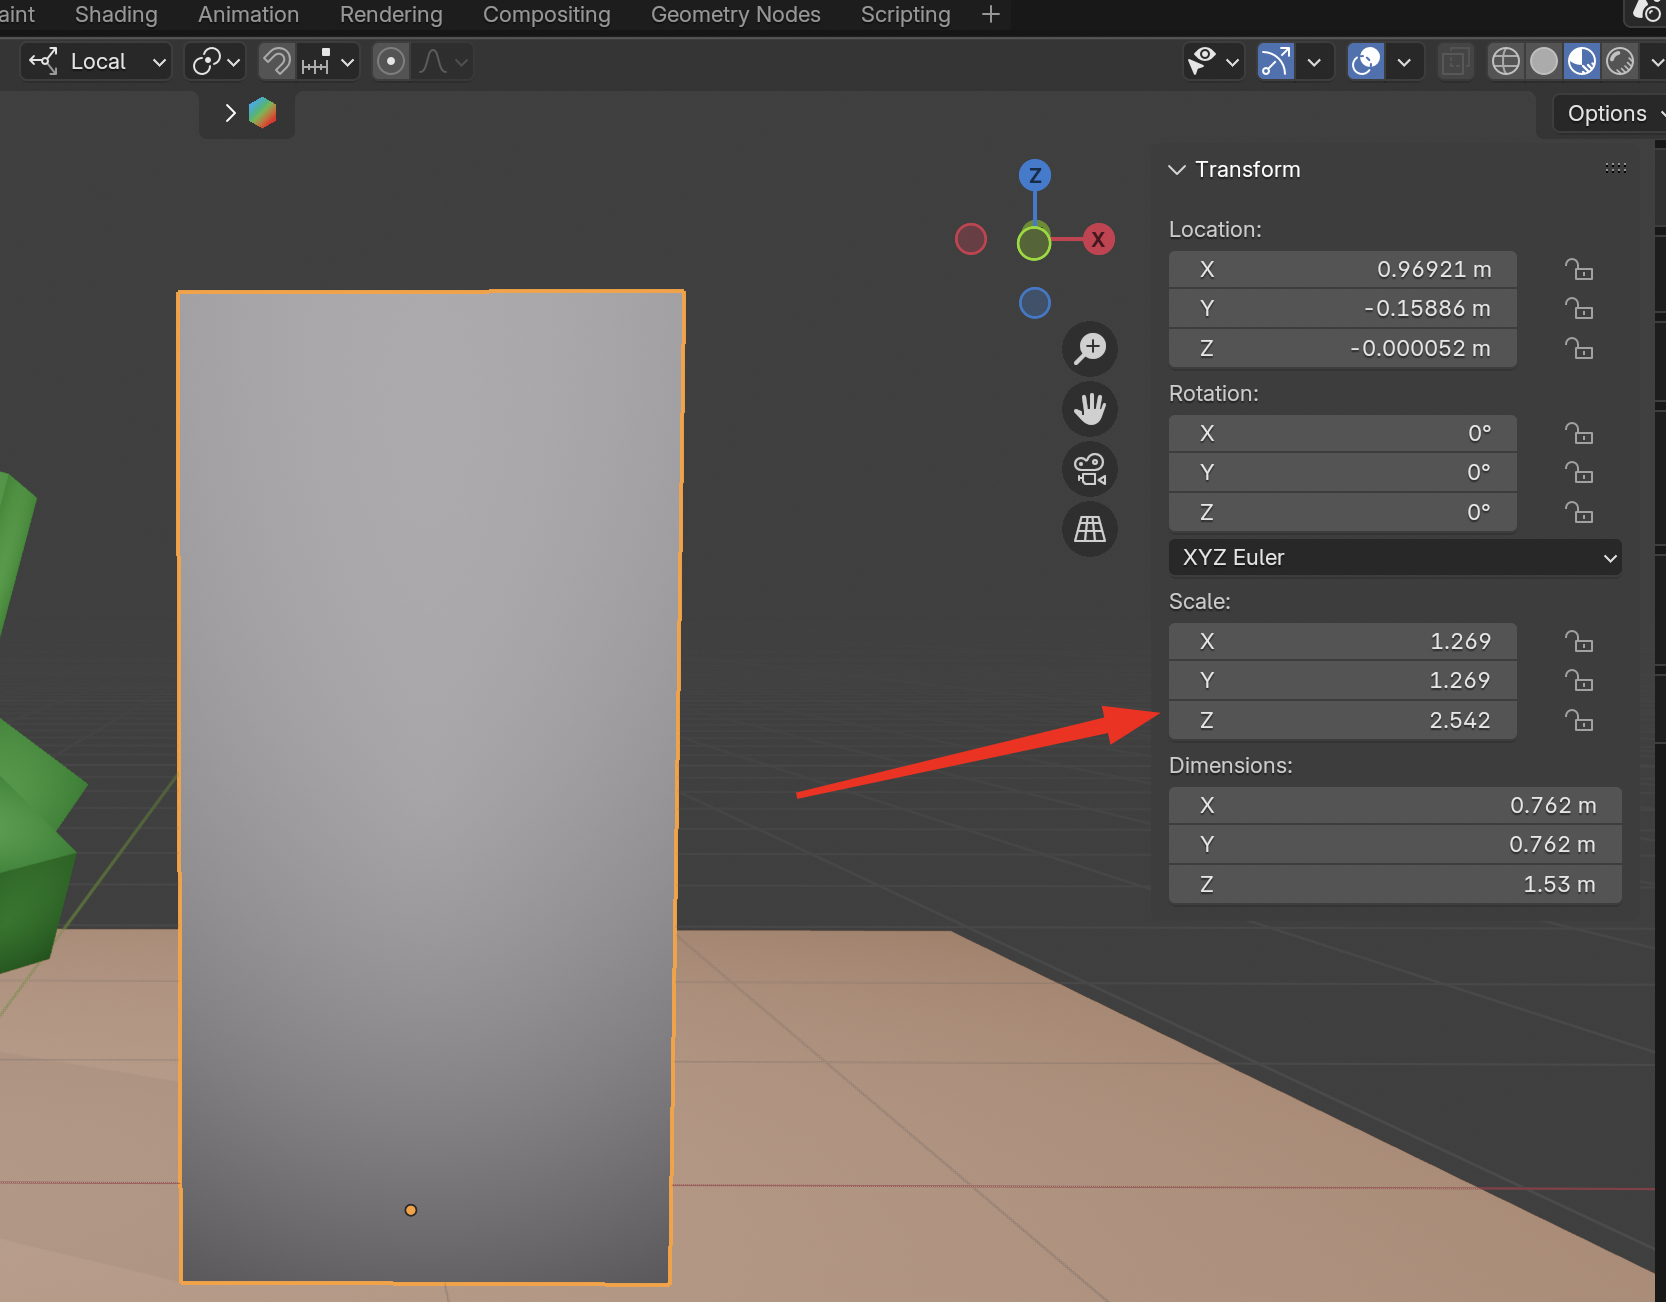 aint Shading Animation Rendering Compositing Geometry Nodes Scripting +
Local
Options
Z
X
Transform
Location:
X 0.96921 m
Y -0.15886 m
Z -0.000052 m
Rotation:
X 0°
Y 0°
Z 0°
XYZ Euler
Scale:
X 1.269
Y 1.269
Z 2.542
Dimensions:
X 0.762 m
Y 0.762 m
Z 1.53 m